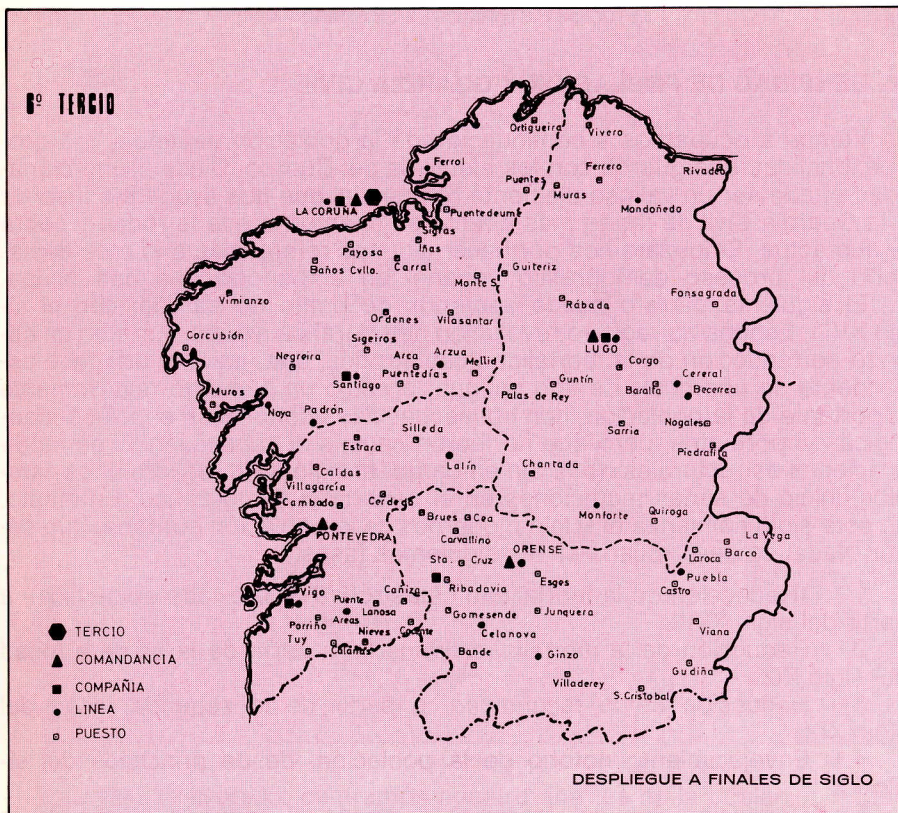 6º TERCIO
Ortigueira
Vivero
Ferrol
Ferrero
Rivadeo
Puentes
Muras
LA CORUÑA
Puentedeume
Mondoñedo
Sigras
Iñas
Payosa
Carral
Baños Cvllo.
Monte S.
Guiteriz
Vimianzo
Rábada
Fonsagrada
Ordenes
Vilasantar
Corcubión
Sigeiros
LUGO
Negreira
Arca
Arzua
Corgo
Puentedías
Mellid
Cereral
Santiago
Guntín
Baralla
Becerrea
Muros
Palas de Rey
Noya
Padrón
Sarria
Nogales
Silleda
Estrara
Piedrafita
Lalín
Caldas
Chantada
Villagarcía
Cerdego
Cambado
Monforte
Quiroga
Brues
Cea
PONTEVEDRA
Carvallino
La Vega
ORENSE
Laroca
Barco
Sta. Cruz
Esgos
Puebla
Ribadavia
Castro
Vigo
Cañiza
Puente
Lanosa
Gomesende
Junquera
Porriño
Areas
Viana
Tuy
Nieves
Celanova
Calañas
Bande
Ginzo
Gudiña
Villaderey
S. Cristobal
TERCIO
COMANDANCIA
COMPAÑIA
LINEA
PUESTO
DESPLIEGUE A FINALES DE SIGLO